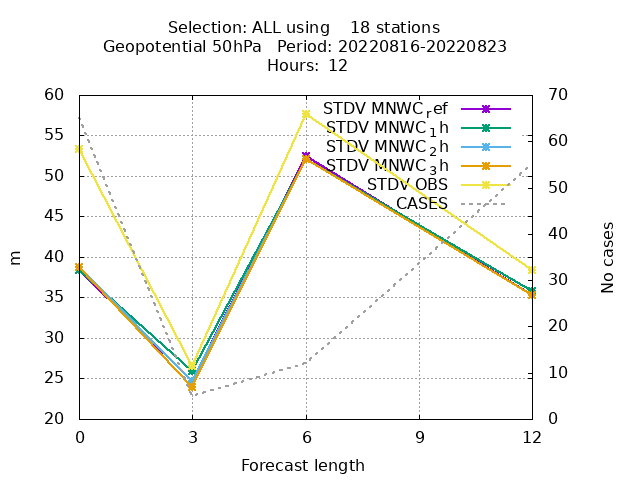 Selection: ALL using    18 stations
Geopotential 50hPa   Period: 20220816-20220823
Hours:  12
60
55
50
45
40
35
30
25
20
70
60
50
40
30
20
10
0
m
No cases
STDV MNWC_ref
STDV MNWC_1h
STDV MNWC_2h
STDV MNWC_3h
STDV OBS
CASES
0 3 6 9 12
Forecast length